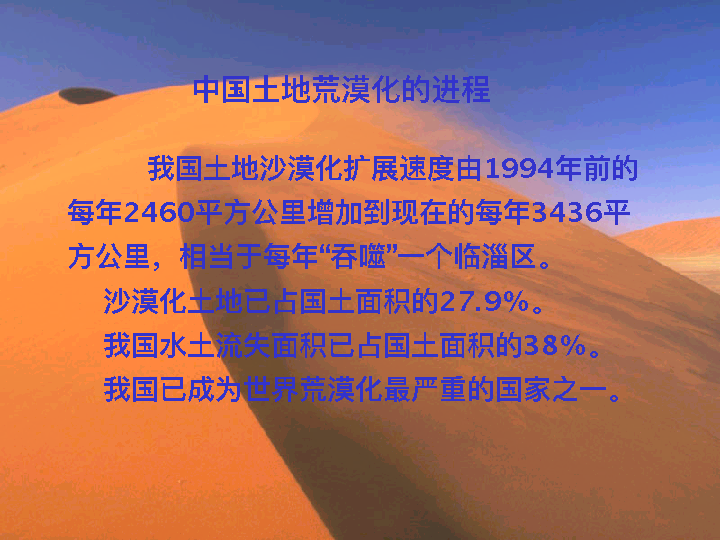 中国土地荒漠化的进程
我国土地沙漠化扩展速度由1994年前的
每年2460平方公里增加到现在的每年3436平
方公里，相当于每年“吞噬”一个临淄区。
沙漠化土地已占国土面积的27.9%。
我国水土流失面积已占国土面积的38%。
我国已成为世界荒漠化最严重的国家之一。